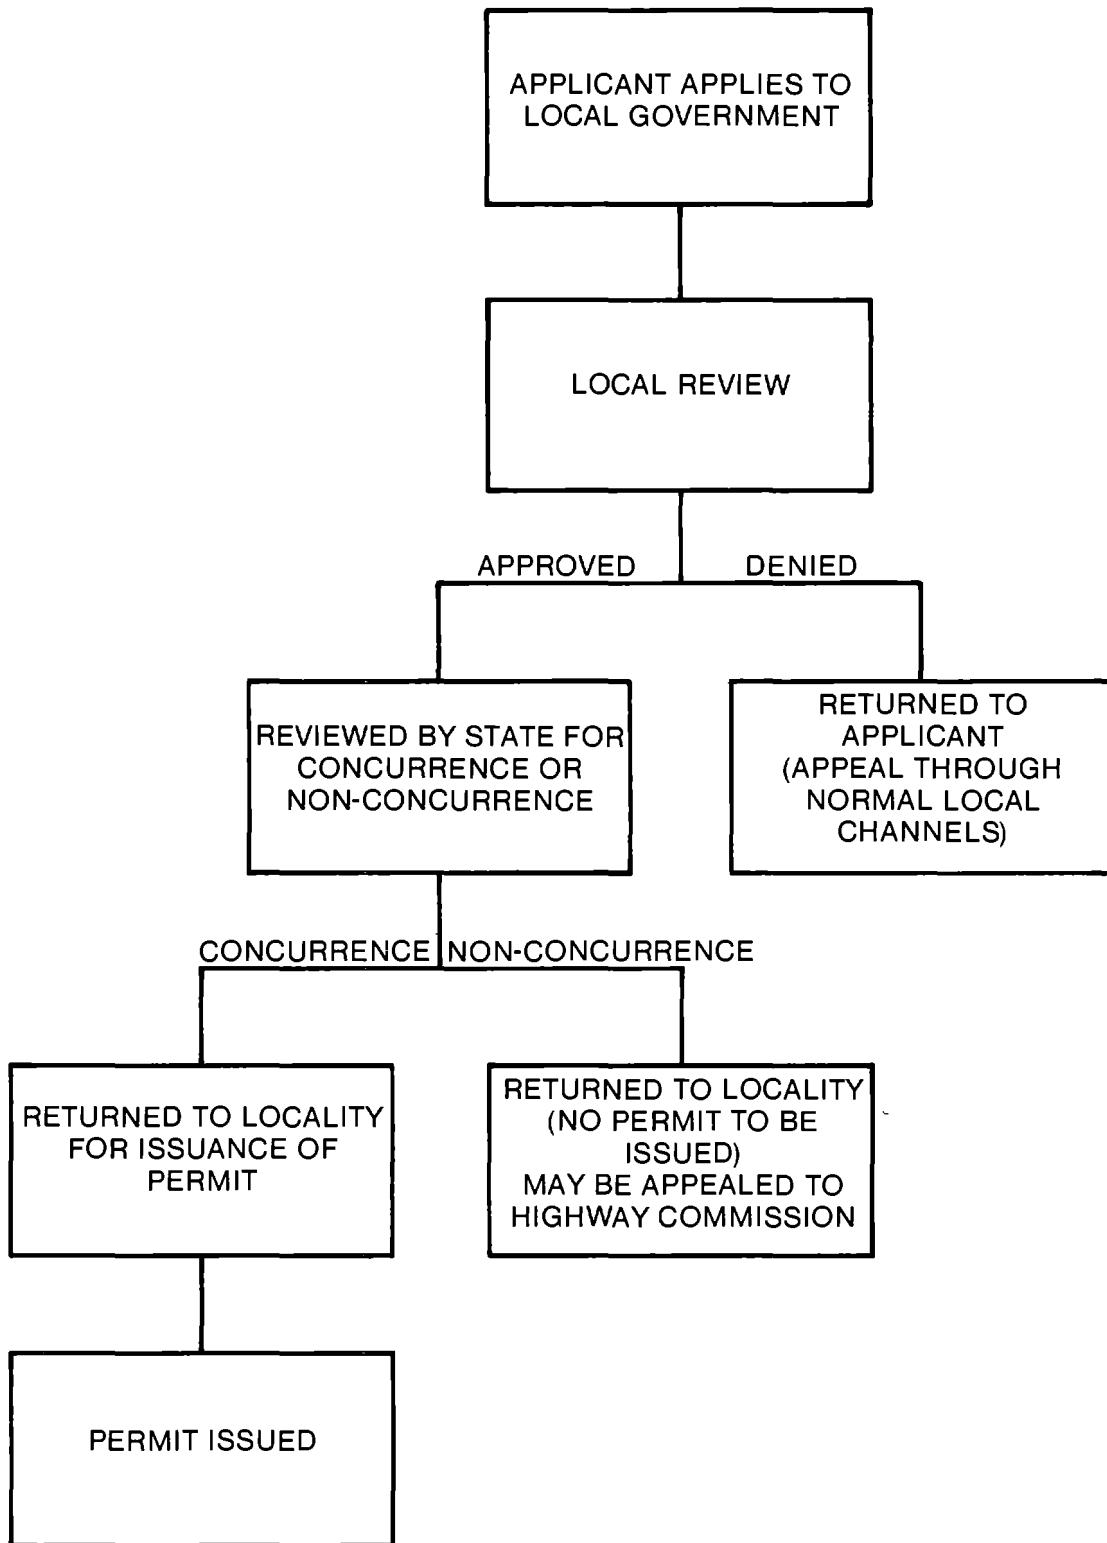 APPLICANT APPLIES TO
LOCAL GOVERNMENT
LOCAL REVIEW
APPROVED
DENIED
REVIEWED BY STATE FOR
CONCURRENCE OR
NON-CONCURRENCE
RETURNED TO
APPLICANT
(APPEAL THROUGH
NORMAL LOCAL
CHANNELS)
CONCURRENCE
NON-CONCURRENCE
RETURNED TO LOCALITY
FOR ISSUANCE OF
PERMIT
RETURNED TO LOCALITY
(NO PERMIT TO BE
ISSUED)
MAY BE APPEALED TO
HIGHWAY COMMISSION
PERMIT ISSUED